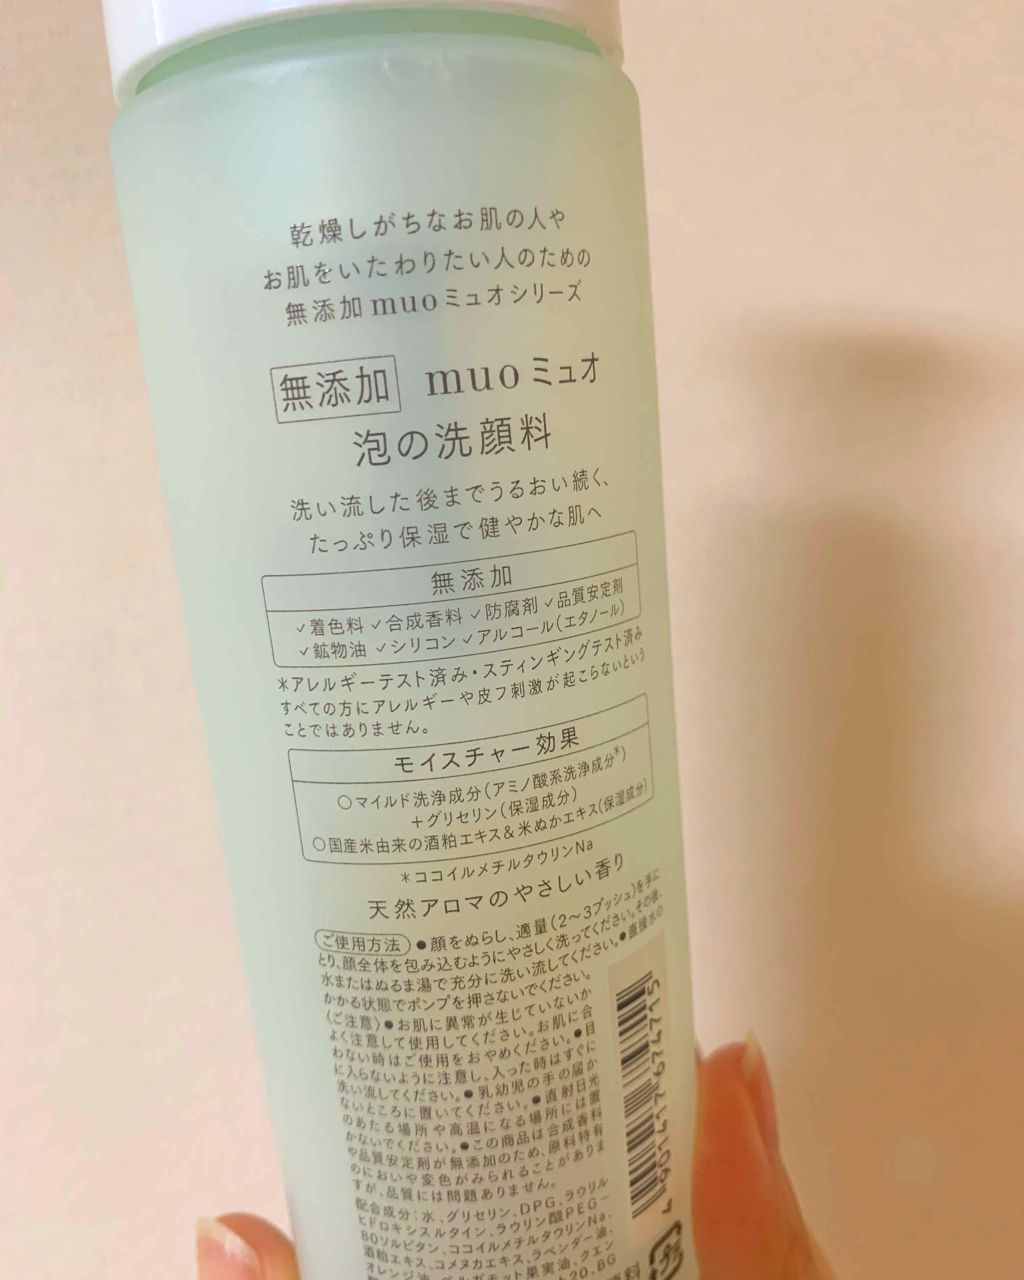 乾燥しがちなお肌の人や
お肌をいたわりたい人のための
無添加muoミュオシリーズ
無添加 muo ミュオ
泡の洗顔料
洗い流した後までうるおい続く、
たっぷり保湿で健やかな肌へ
無添加
✓着色料 ✓合成香料 ✓防腐剤 ✓品質安定剤
✓鉱物油 ✓シリコン ✓アルコール(エタノール)
*アレルギーテスト済み・スティンギングテスト済み
すべての方にアレルギーや皮フ刺激が起こらないという
ことではありません。
モイスチャー効果
○マイルド洗浄成分(アミノ酸系洗浄成分*)
+グリセリン(保湿成分)
○国産米由来の酒粕エキス&米ぬかエキス(保湿成分)
*ココイルメチルタウリンNa
天然アロマのやさしい香り
ご使用方法 ●顔をぬらし、適量(2〜3プッシュ)を手に
とり、顔全体を包み込むようにやさしく洗ってください。その後、
水またはぬるま湯で充分に洗い流してください。●直接水の
かかる状態でポンプを押さないでください。
〈ご注意〉●お肌に異常が生じていないか
よく注意して使用してください。お肌に合
わない時はご使用をおやめください。●目
に入らないように注意し、入った時はすぐに
洗い流してください。●乳幼児の手の届か
ないところに置いてください。●直射日光
のあたる場所や高温になる場所には置
かないでください。●この商品は合成香料
や品質安定剤が無添加のため、原料特有
のにおいや変色がみられることがありま
すが、品質には問題ありません。
配合成分:水、グリセリン、DPG、ラウリル
ヒドロキシスルタイン、ラウリン酸PEG-
80ソルビタン、ココイルメチルタウリンNa、
酒粕エキス、コメヌカエキス、ラベンダー油、
オレンジ油、ベルガモット果実油、クエン
20、BG
4 901417 624715